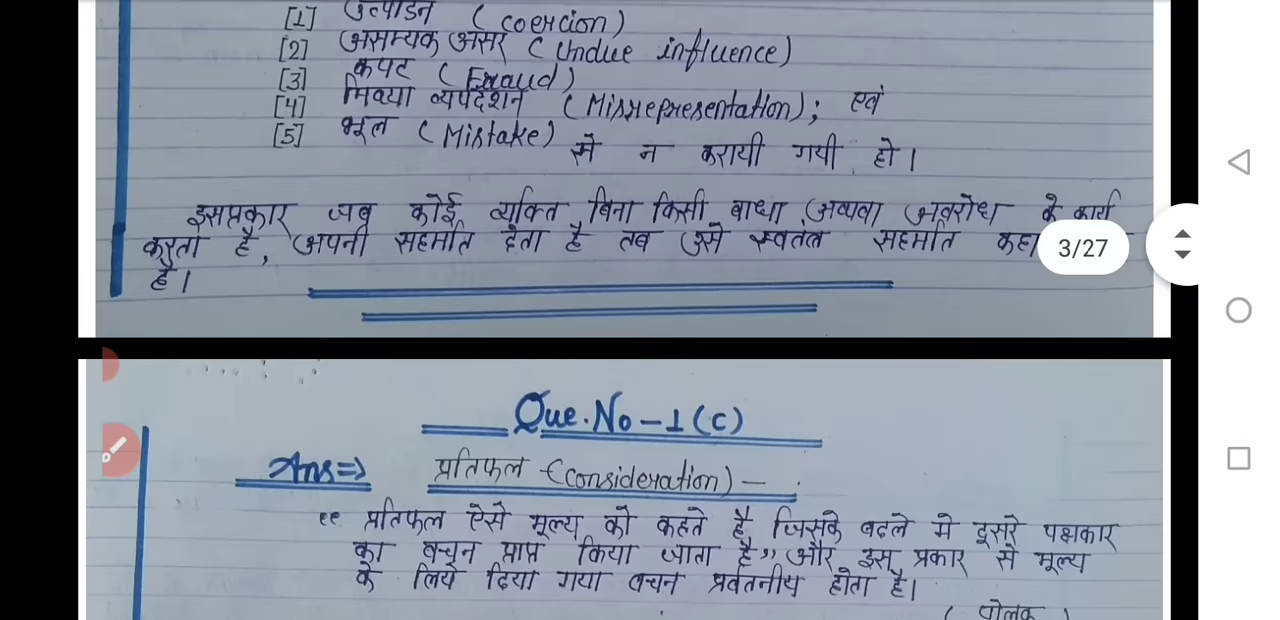 [1] उत्पीडन (coercion)
[2] असम्यक असर (Undue influence)
[3] कपट (Fraud)
[4] मिथ्या व्यपदेशन (Misrepresentation); एवं
[5] भूल (Mistake)
से न करायी गयी हो।
इसप्रकार जब कोई व्यक्ति बिना किसी बाधा अथवा अवरोध के कार्य
करता है, अपनी सहमति देता है तब उसे स्वतंत्र सहमति कहा
है।
3/27
Que.No-1(C)
Ans⇒ प्रतिफल -(Consideration) —
"प्रतिफल ऐसे मूल्य को कहते है जिसके बदले मे दूसरे पक्षकार
का वचन प्राप्त किया जाता है" और इस प्रकार से मूल्य
के लिये दिया गया वचन प्रर्वतनीय होता है।
(पोलक)